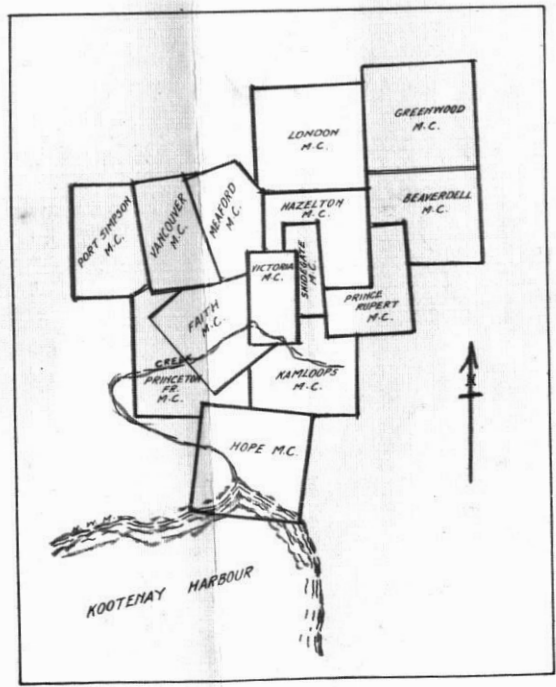 LONDON
M.C.
GREENWOOD
M.C.
PORT SIMPSON
M.C.
VANCOUVER
M.C.
MEAFORD
M.C.
HAZELTON
M.C.
BEAVERDELL
M.C.
VICTORIA
M.C.
SKIDEGATE
M.C.
PRINCE
RUPERT
M.C.
FAITH
M.C.
CREEK
PRINCETON
FR.
M.C.
KAMLOOPS
M.C.
HOPE M.C.
N
KOOTENAY HARBOUR